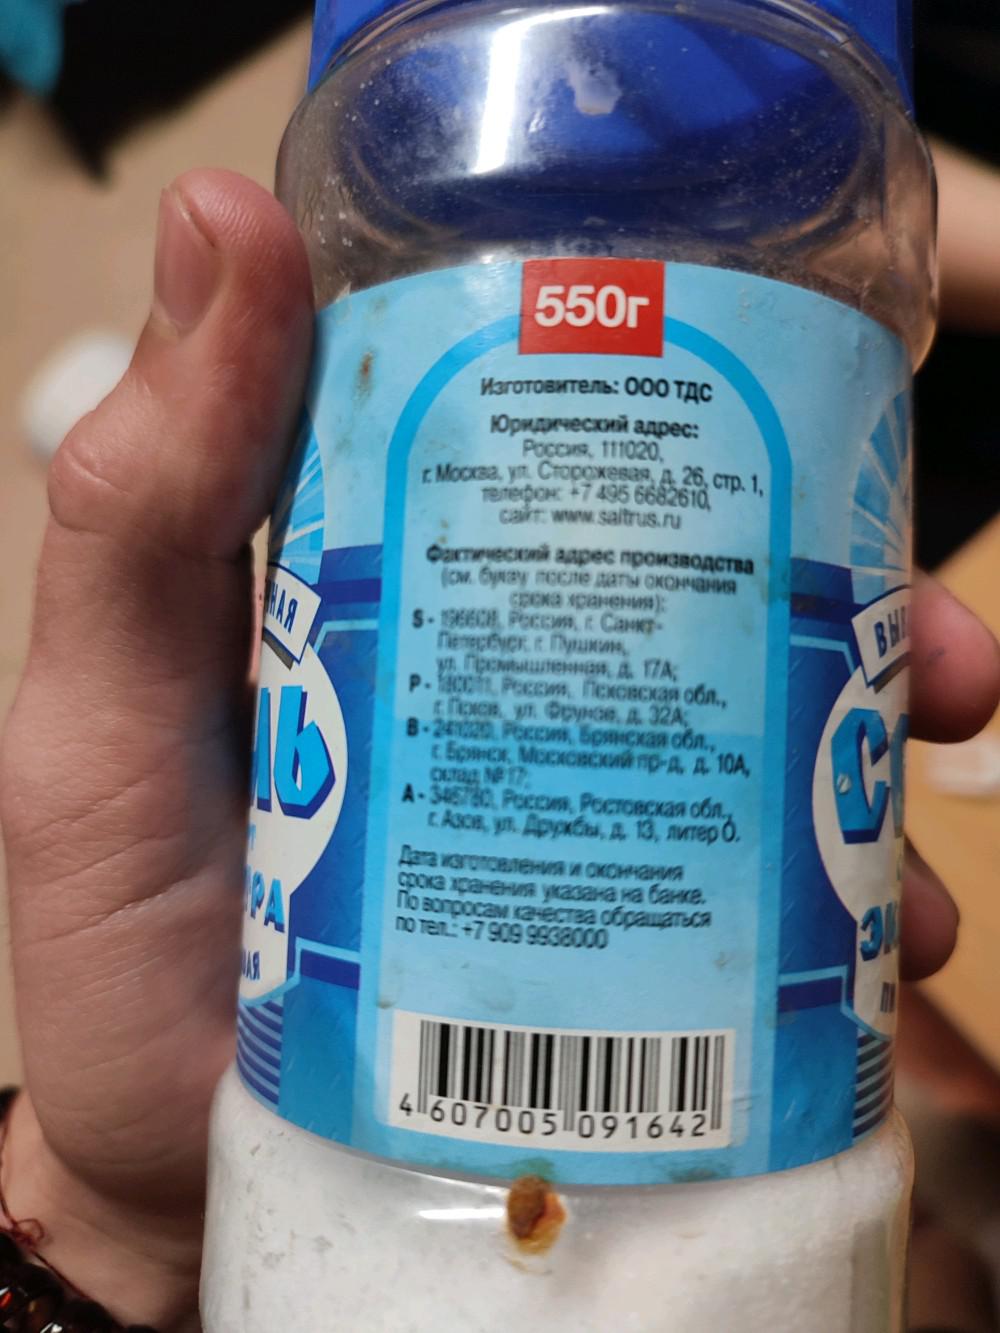 550г
Изготовитель: ООО ТДС
Юридический адрес:
Россия, 111020,
г. Москва, ул. Сторожевая, д. 26, стр. 1,
телефон: +7 495 6682610,
сайт: www.saltrus.ru
Фактический адрес производства
(см. букву после даты окончания
срока хранения):
S - 196608, Россия, г. Санкт-
Петербург, г. Пушкин,
ул. Промышленная, д. 17А;
P - 180011, Россия, Псковская обл.,
г. Псков, ул. Фрунзе, д. 32А;
B - 241020, Россия, Брянская обл.,
г. Брянск, Московский пр-д, д. 10А,
склад №17;
A - 346780, Россия, Ростовская обл.,
г. Азов, ул. Дружбы, д. 13, литер О.
Дата изготовления и окончания
срока хранения указана на банке.
По вопросам качества обращаться
по тел.: +7 909 9938000
4 607005 091642